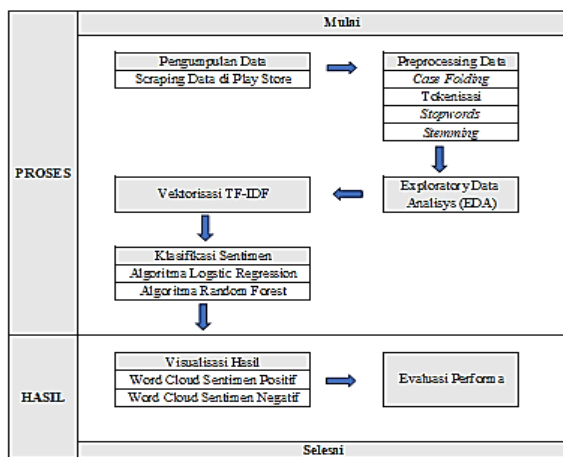 Mulai
Pengumpulan Data
Scraping Data di Play Store
Preprocessing Data
Case Folding
Tokenisasi
Stopwords
Stemming
PROSES
Vektorisasi TF-IDF
Exploratory Data
Analisys (EDA)
Klasifikasi Sentimen
Algoritma Logstic Regression
Algoritma Random Forest
HASIL
Visualisasi Hasil
Word Cloud Sentimen Positif
Word Cloud Sentimen Negatif
Evaluasi Performa
Selesai